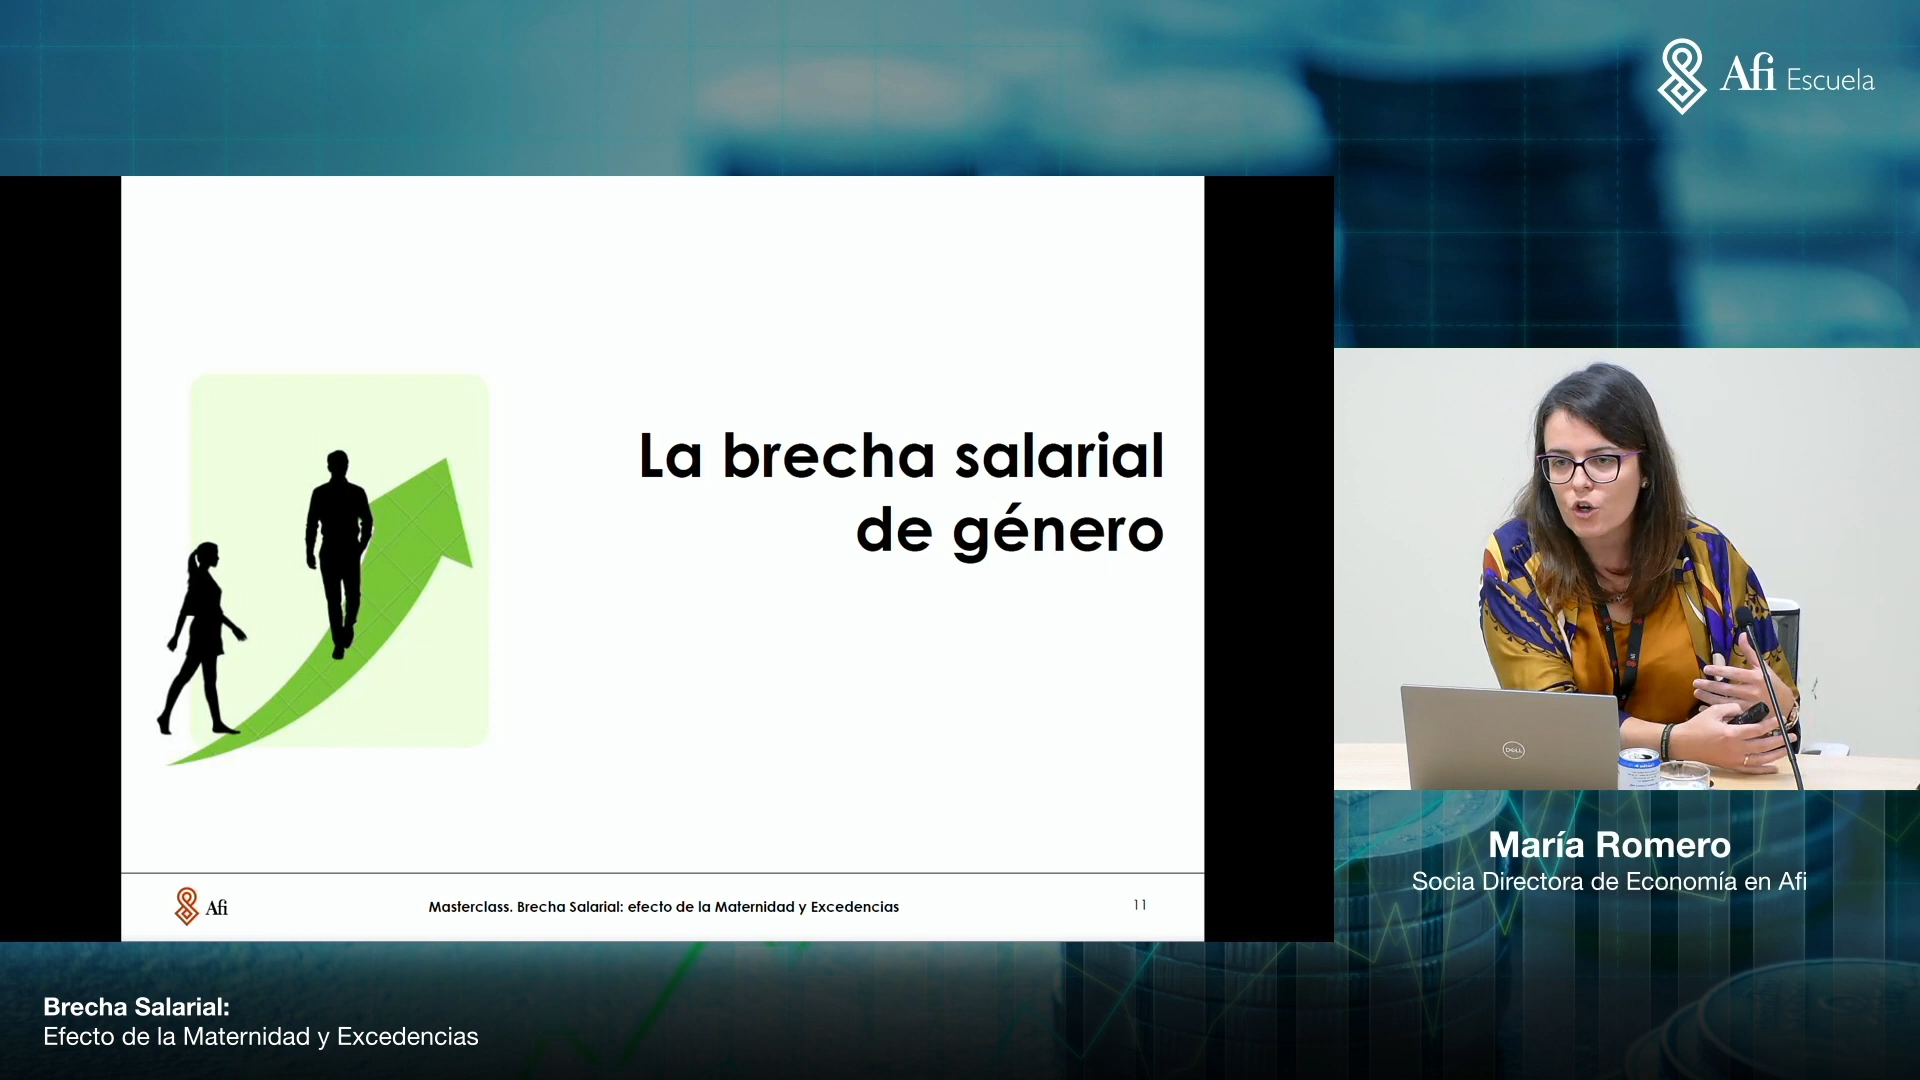 Afi Escuela
La brecha salarial
de género
Afi
Masterclass. Brecha Salarial: efecto de la Maternidad y Excedencias
11
DELL
María Romero
Socia Directora de Economía en Afi
Brecha Salarial:
Efecto de la Maternidad y Excedencias